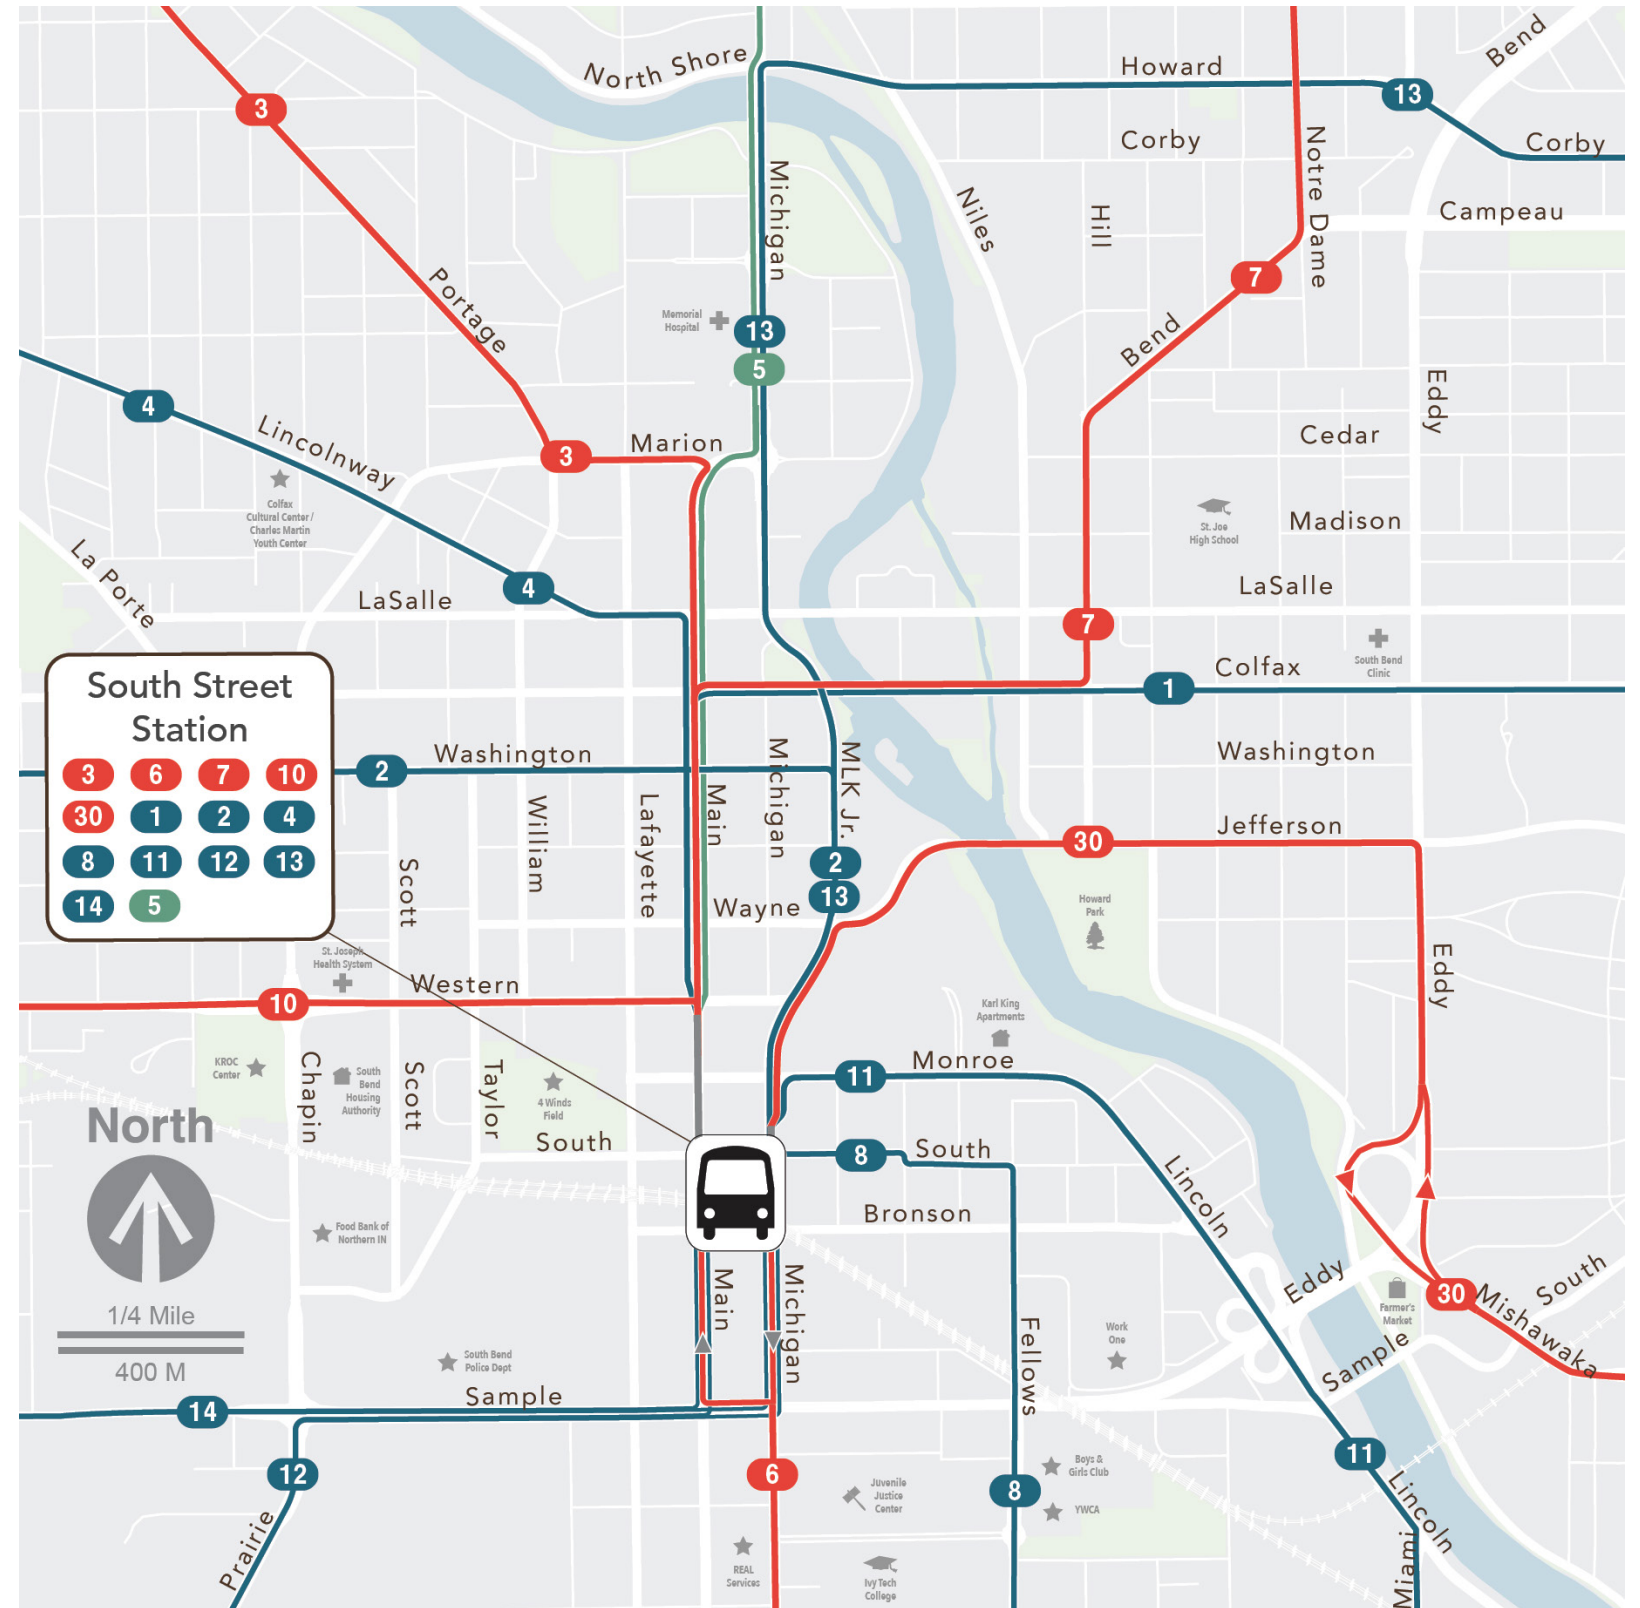 North Shore
Howard
Bend
13
3
Corby
Corby
Michigan
Notre Dame
Niles
Hill
Campeau
7
Portage
Memorial
Hospital
13
Bend
5
4
Eddy
Lincolnway
3
Marion
Cedar
Colfax
Cultural Center /
Charles Martin
Youth Center
St. Joe
High School
Madison
La Porte
4
LaSalle
LaSalle
7
South Bend
Clinic
Colfax
1
South Street
Station
3 6 7 10
30 1 2 4
8 11 12 13
14 5
2
Washington
Michigan
MLK Jr.
Washington
William
Lafayette
Main
Jefferson
30
2
13
Scott
Wayne
Howard
Park
St. Joseph
Health System
Western
Eddy
10
Karl King
Apartments
KROC
Center
Chapin
South
Bend
Housing
Authority
Scott
Taylor
4 Winds
Field
11
Monroe
North
South
8
South
Lincoln
Bronson
Food Bank of
Northern IN
1/4 Mile
400 M
Main
Michigan
Eddy
South
Farmer's
Market
30
Mishawaka
Fellows
Work
One
Sample
South Bend
Police Dept
Sample
14
12
6
8
Boys &
Girls Club
YWCA
11
Lincoln
Juvenile
Justice
Center
Prairie
REAL
Services
Ivy Tech
College
Miami